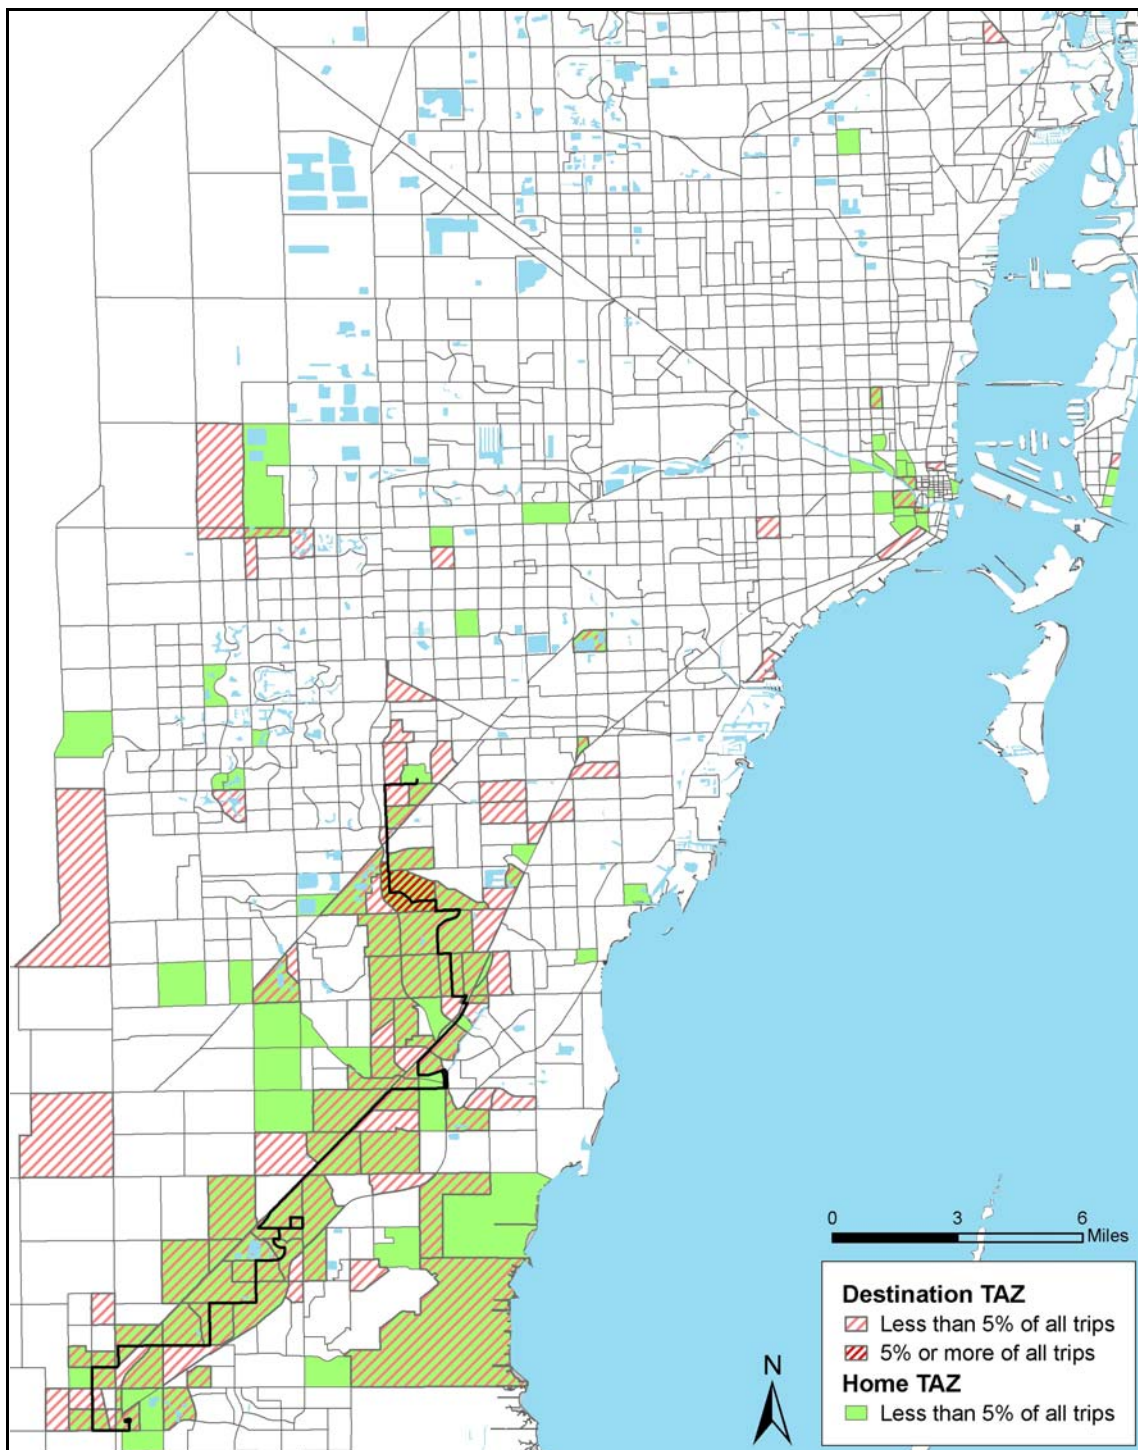 0 3 6
Miles
N
Destination TAZ
Less than 5% of all trips
5% or more of all trips
Home TAZ
Less than 5% of all trips